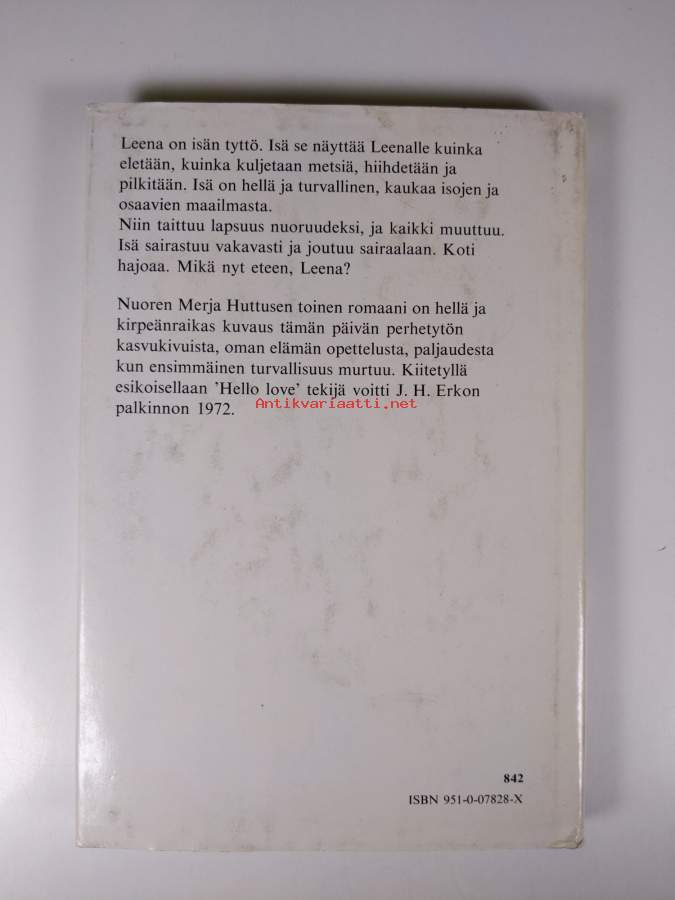 Leena on isän tyttö. Isä se näyttää Leenalle kuinka
eletään, kuinka kuljetaan metsiä, hiihdetään ja
pilkitään. Isä on hellä ja turvallinen, kaukaa isojen ja
osaavien maailmasta.
Niin taittuu lapsuus nuoruudeksi, ja kaikki muuttuu.
Isä sairastuu vakavasti ja joutuu sairaalaan. Koti
hajoaa. Mikä nyt eteen, Leena?
Nuoren Merja Huttusen toinen romaani on hellä ja
kirpeänraikas kuvaus tämän päivän perhetytön
kasvukivuista, oman elämän opettelusta, paljaudesta
kun ensimmäinen turvallisuus murtuu. Kiitetyllä
esikoisellaan 'Hello love' tekijä voitti J. H. Erkon
palkinnon 1972.
Antikvariaatti.net
842
ISBN 951-0-07828-X